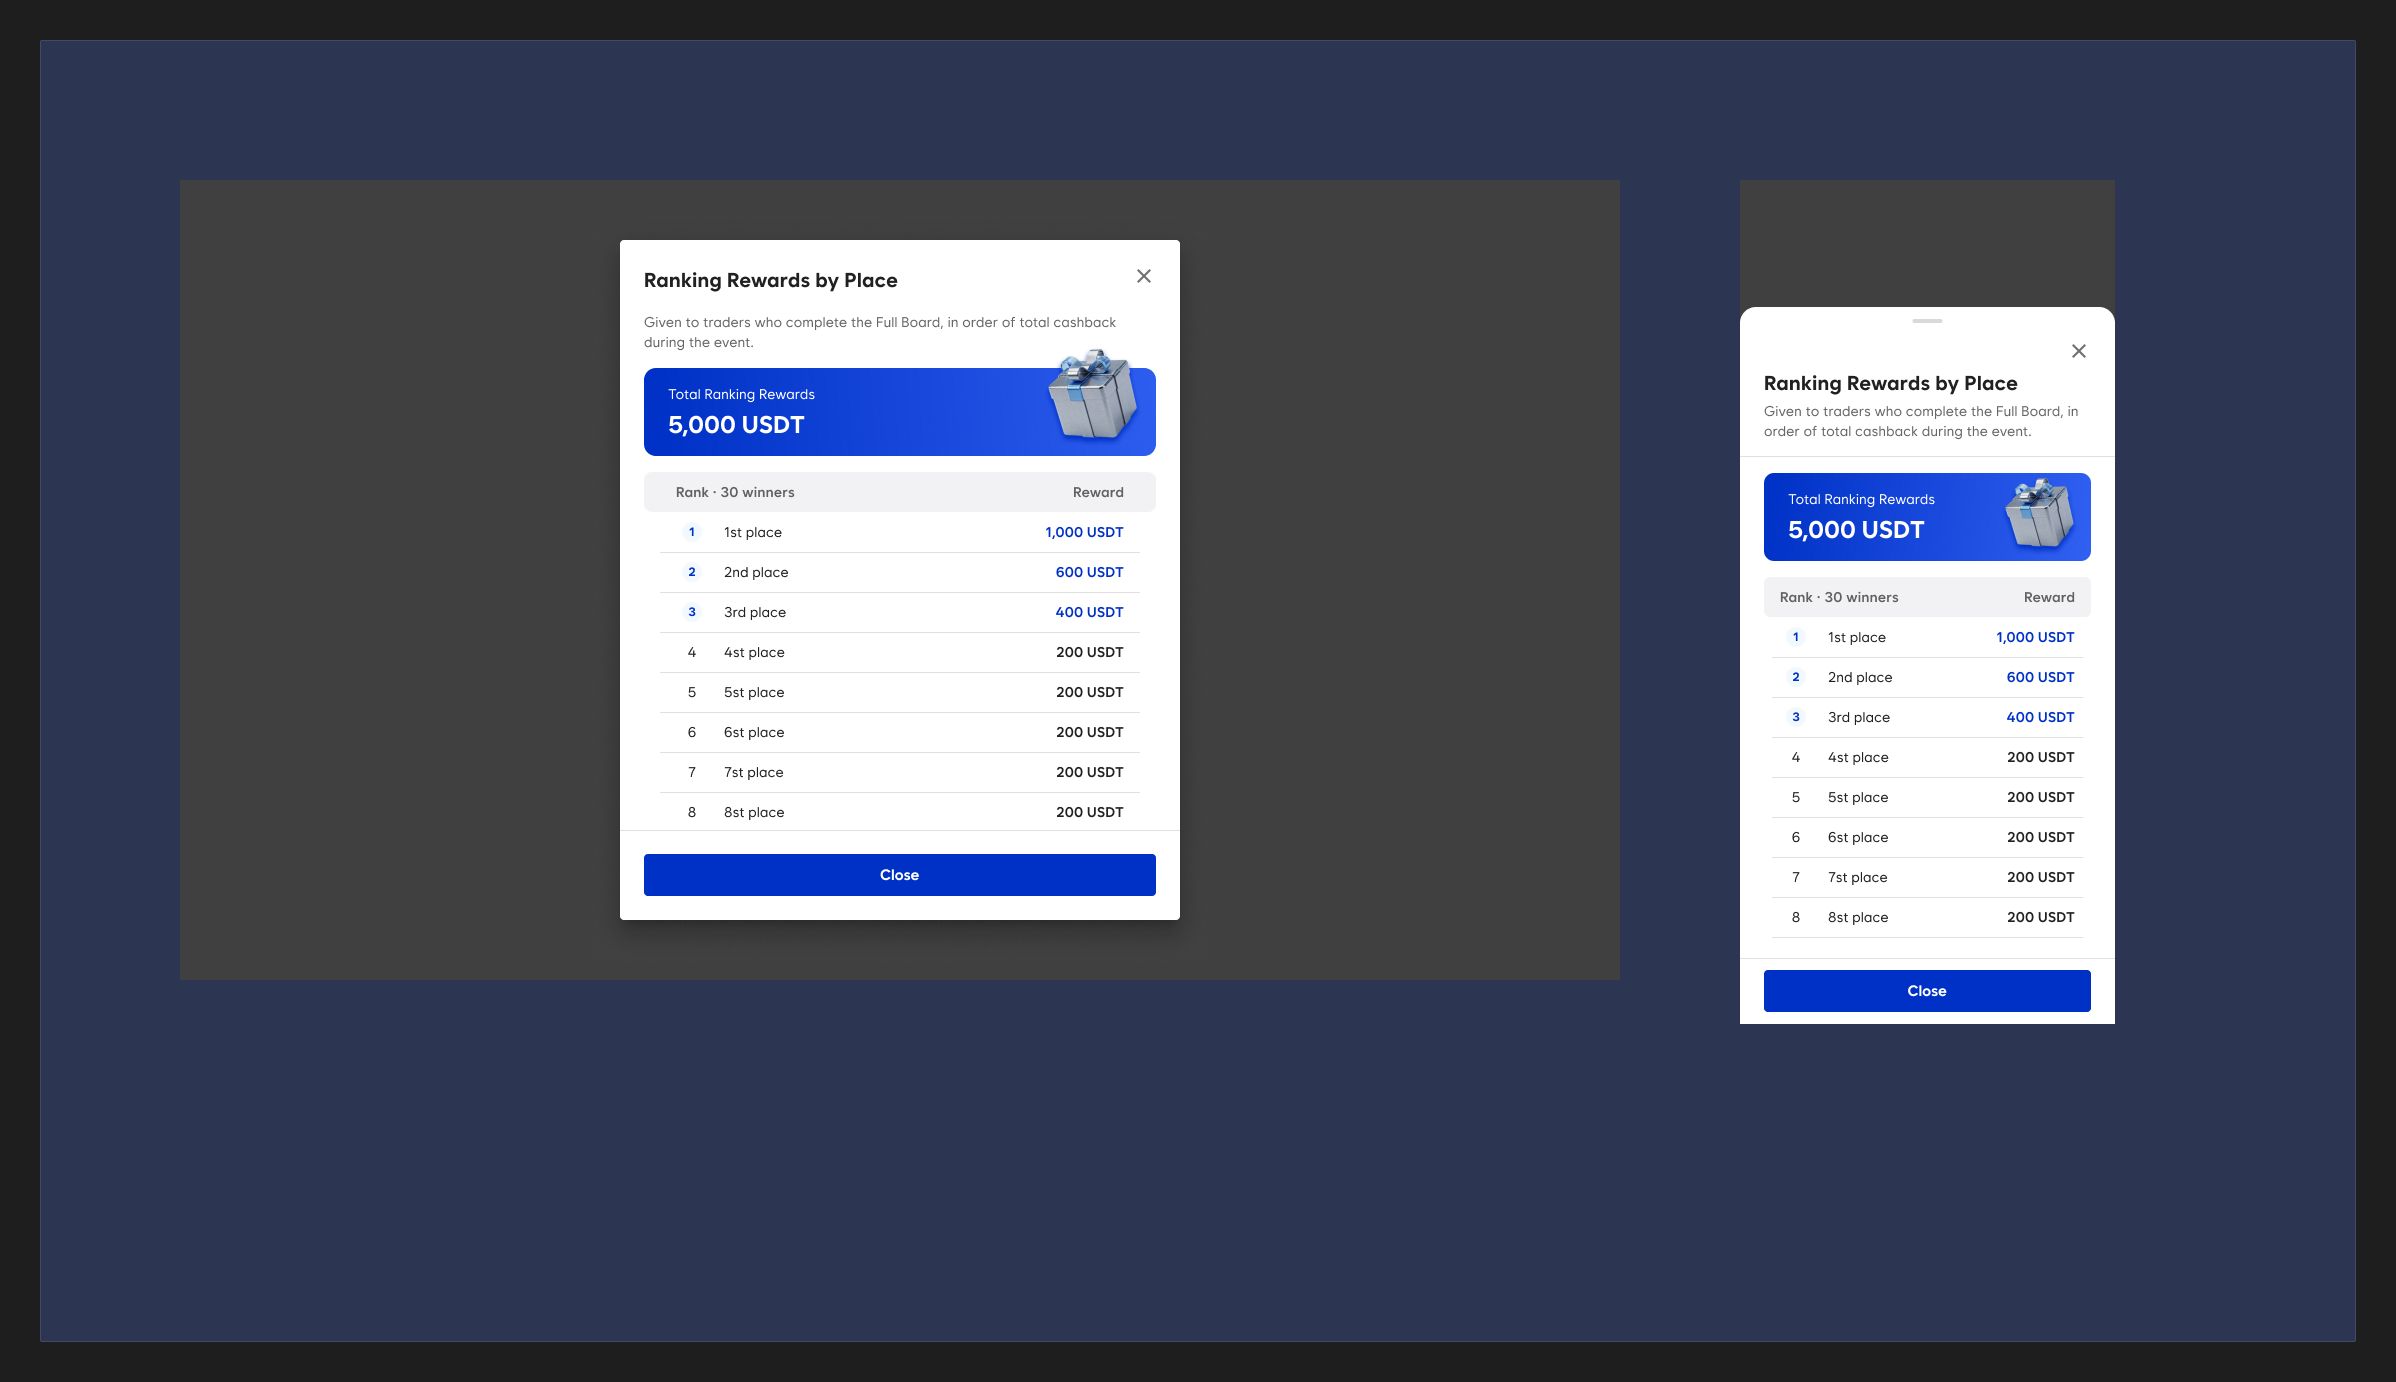 Ranking Rewards by Place
Given to traders who complete the Full Board, in order of total cashback
during the event.
Total Ranking Rewards
5,000 USDT
Rank · 30 winners Reward
1 1st place 1,000 USDT
2 2nd place 600 USDT
3 3rd place 400 USDT
4 4st place 200 USDT
5 5st place 200 USDT
6 6st place 200 USDT
7 7st place 200 USDT
8 8st place 200 USDT
Close
Ranking Rewards by Place
Given to traders who complete the Full Board, in
order of total cashback during the event.
Total Ranking Rewards
5,000 USDT
Rank · 30 winners Reward
1 1st place 1,000 USDT
2 2nd place 600 USDT
3 3rd place 400 USDT
4 4st place 200 USDT
5 5st place 200 USDT
6 6st place 200 USDT
7 7st place 200 USDT
8 8st place 200 USDT
Close